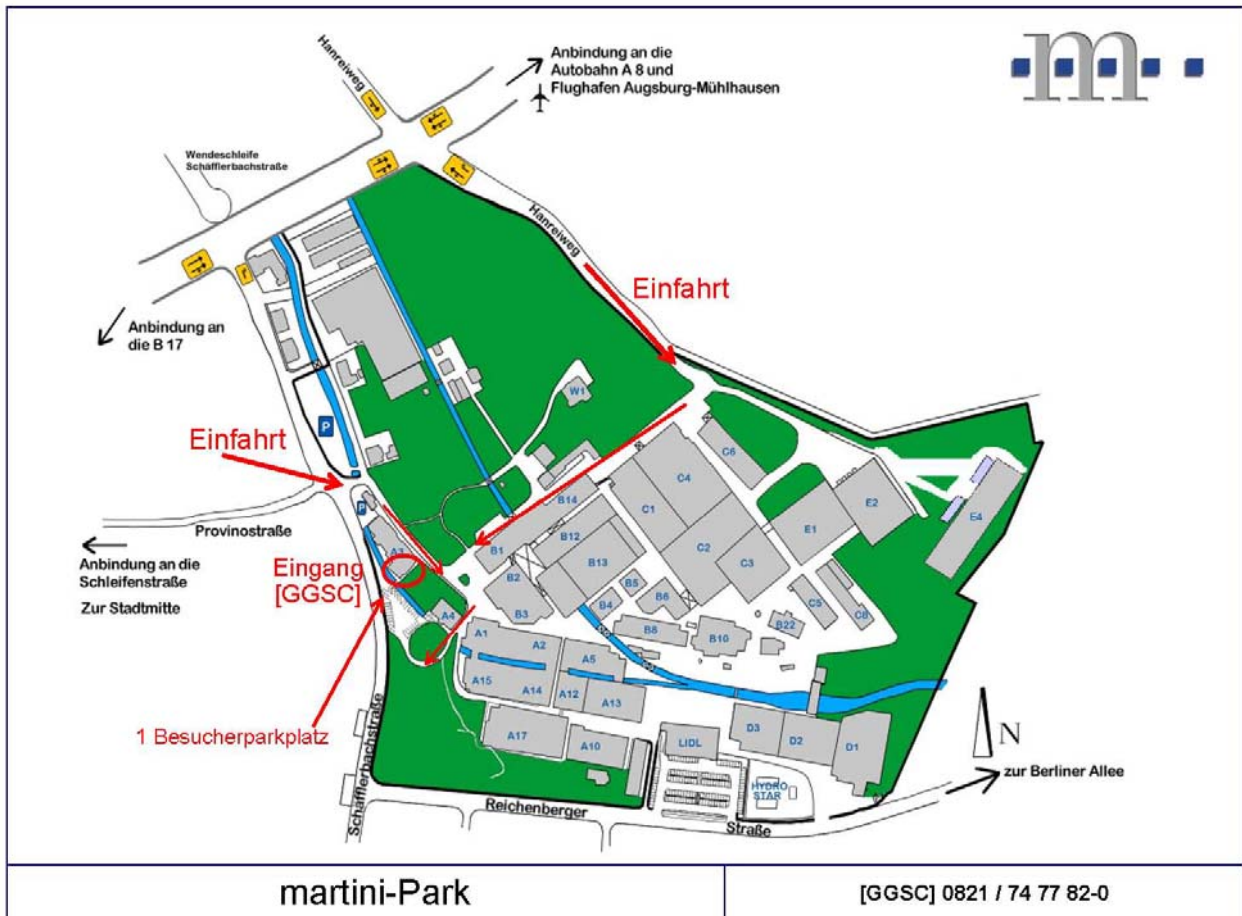 Hanreiweg
Anbindung an die
Autobahn A 8 und
Flughafen Augsburg-Mühlhausen
m
Wendeschleife
Schäfflerbachstraße
Hanreiweg
Einfahrt
Anbindung an
die B 17
W1
P
Einfahrt
C6
C4
E2
E4
B14
C1
P
Provinostraße
E1
B12
C2
A3
B1
B13
C3
Anbindung an die
Schleifenstraße
Zur Stadtmitte
Eingang
[GGSC]
B2
B5
B6
C5
B4
B3
C8
A4
B22
B8
B10
A1
A2
A5
A15
A14
A12
A13
1 Besucherparkplatz
A17
A10
LIDL
D3
D2
D1
N
zur Berliner Allee
HYDRO
STAR
Schäfflerbachstraße
Reichenberger
Straße
martini-Park
[GGSC] 0821 / 74 77 82-0